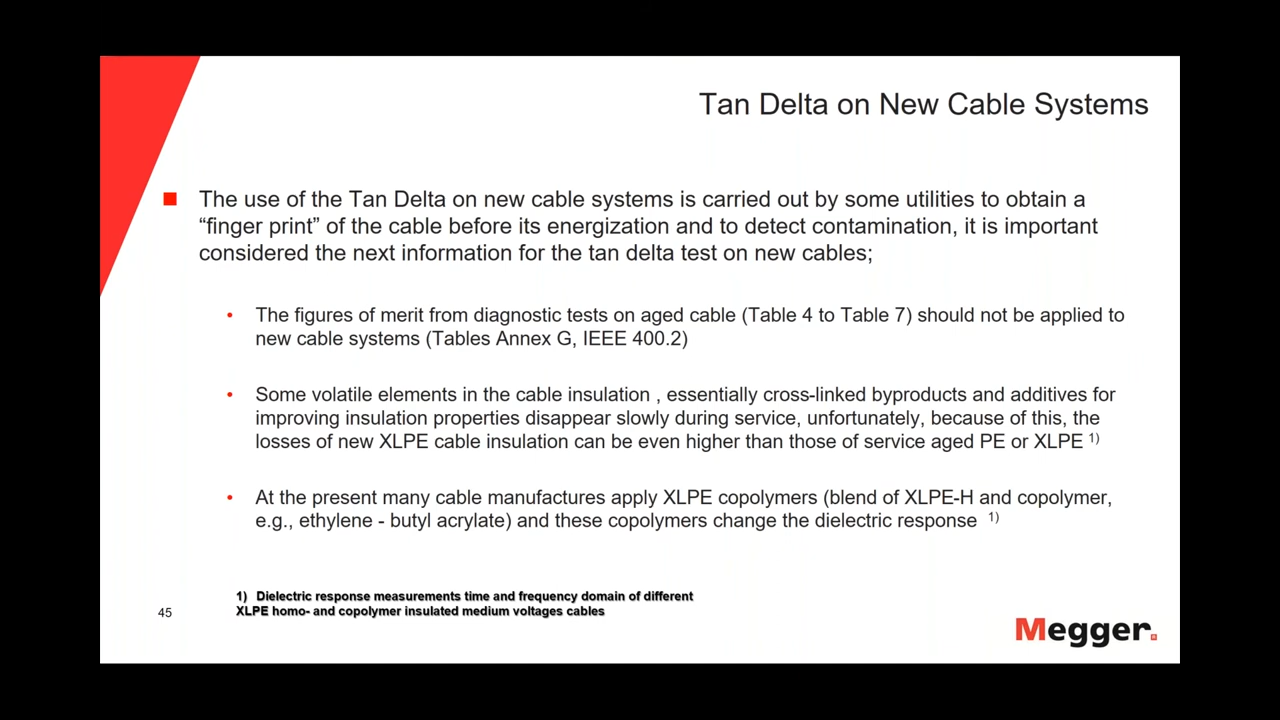 Tan Delta on New Cable Systems
The use of the Tan Delta on new cable systems is carried out by some utilities to obtain a
“finger print” of the cable before its energization and to detect contamination, it is important
considered the next information for the tan delta test on new cables;
• The figures of merit from diagnostic tests on aged cable (Table 4 to Table 7) should not be applied to
new cable systems (Tables Annex G, IEEE 400.2)
• Some volatile elements in the cable insulation , essentially cross-linked byproducts and additives for
improving insulation properties disappear slowly during service, unfortunately, because of this, the
losses of new XLPE cable insulation can be even higher than those of service aged PE or XLPE 1)
• At the present many cable manufactures apply XLPE copolymers (blend of XLPE-H and copolymer,
e.g., ethylene - butyl acrylate) and these copolymers change the dielectric response 1)
1) Dielectric response measurements time and frequency domain of different
XLPE homo- and copolymer insulated medium voltages cables
45
Megger.